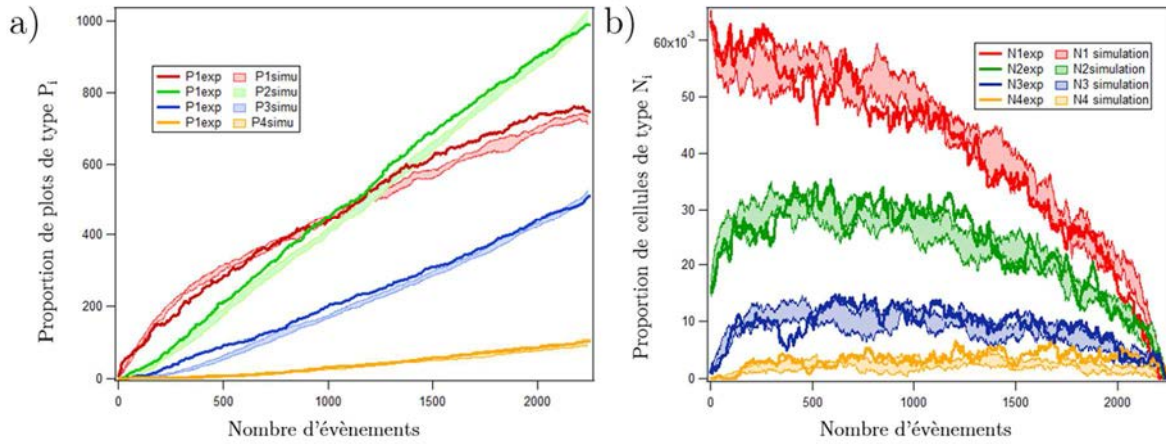 a)
Proportion de plots de type Pi
1000
800
600
400
200
0
P1exp P1simu
P1exp P2simu
P1exp P3simu
P1exp P4simu
0 500 1000 1500 2000
Nombre d'évènements
b)
Proportion de cellules de type Ni
60x10-3
50
40
30
20
10
0
N1exp N1 simulation
N2exp N2simulation
N3exp N3 simulation
N4exp N4 simulation
0 500 1000 1500 2000
Nombre d'évènements